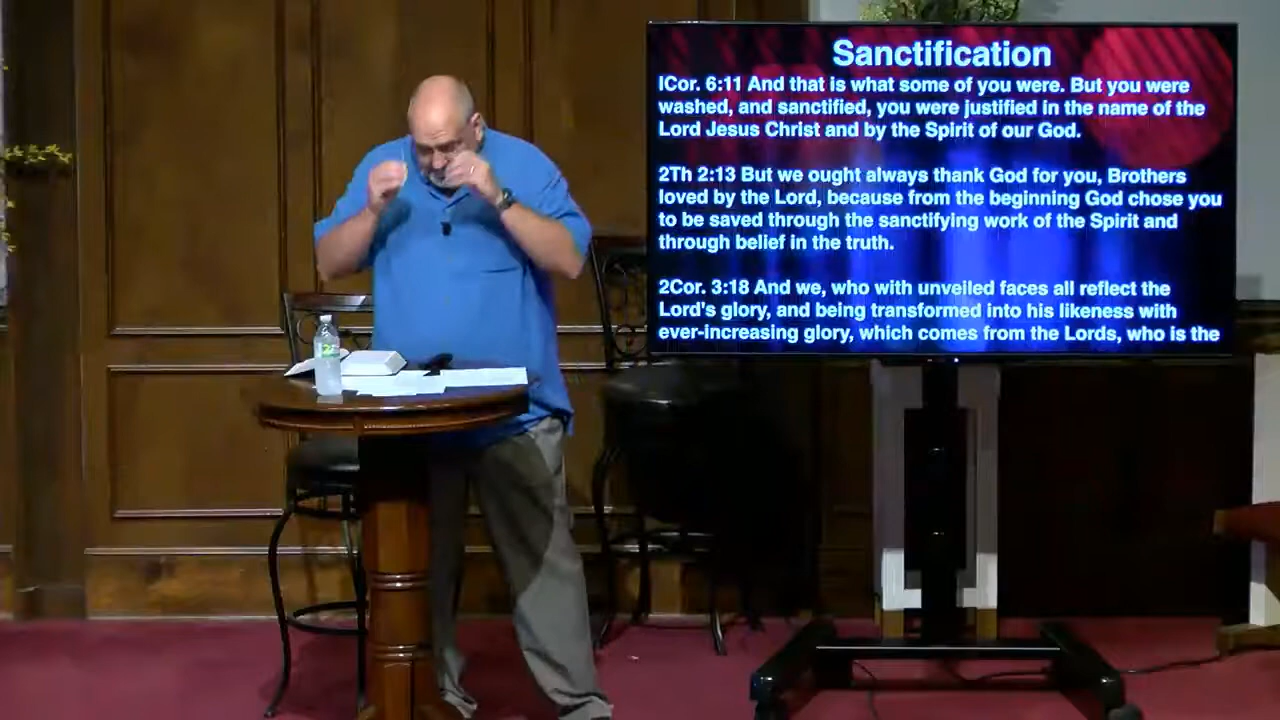 Sanctification
ICor. 6:11 And that is what some of you were. But you were
washed, and sanctified, you were justified in the name of the
Lord Jesus Christ and by the Spirit of our God.
2Th 2:13 But we ought always thank God for you, Brothers
loved by the Lord, because from the beginning God chose you
to be saved through the sanctifying work of the Spirit and
through belief in the truth.
2Cor. 3:18 And we, who with unveiled faces all reflect the
Lord's glory, and being transformed into his likeness with
ever-increasing glory, which comes from the Lords, who is the